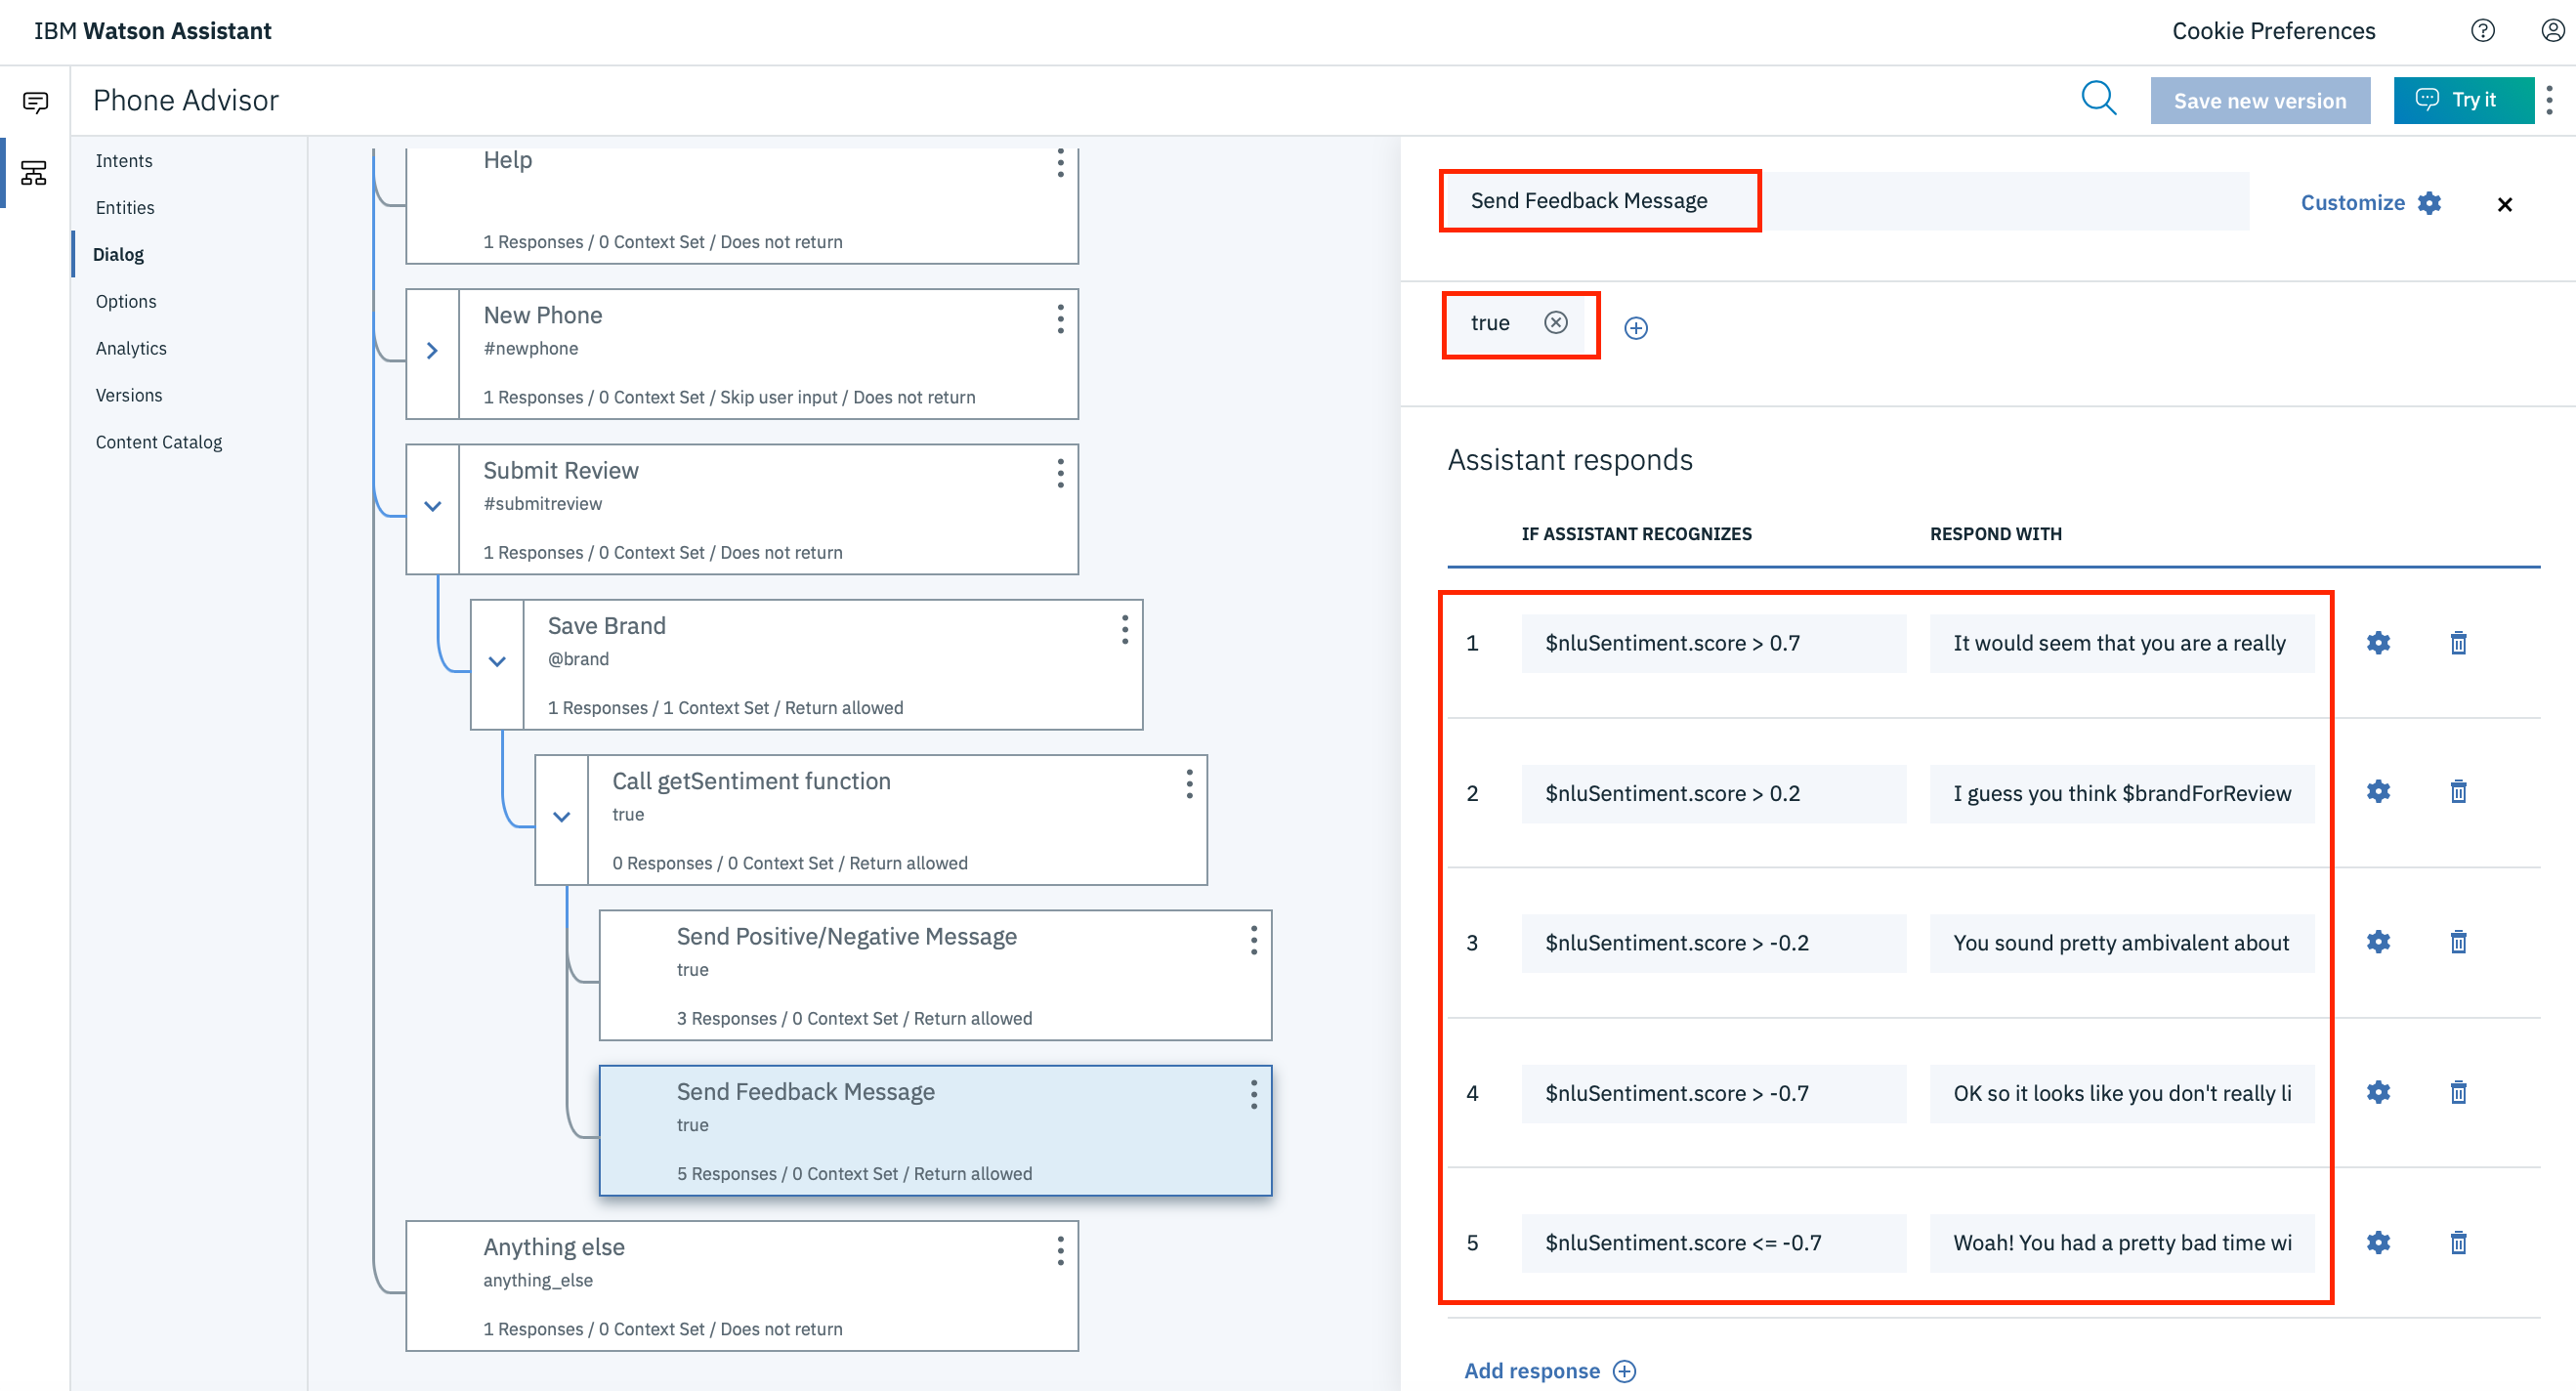 IBM Watson Assistant
Cookie Preferences
Phone Advisor
Save new version
Try it
Intents
Entities
Dialog
Options
Analytics
Versions
Content Catalog
Help
1 Responses / 0 Context Set / Does not return
New Phone
#newphone
1 Responses / 0 Context Set / Skip user input / Does not return
Submit Review
#submitreview
1 Responses / 0 Context Set / Does not return
Save Brand
@brand
1 Responses / 1 Context Set / Return allowed
Call getSentiment function
true
0 Responses / 0 Context Set / Return allowed
Send Positive/Negative Message
true
3 Responses / 0 Context Set / Return allowed
Send Feedback Message
true
5 Responses / 0 Context Set / Return allowed
Anything else
anything_else
1 Responses / 0 Context Set / Does not return
Send Feedback Message
Customize
true
Assistant responds
IF ASSISTANT RECOGNIZES RESPOND WITH
1 $nluSentiment.score > 0.7 It would seem that you are a really
2 $nluSentiment.score > 0.2 I guess you think $brandForReview
3 $nluSentiment.score > -0.2 You sound pretty ambivalent about
4 $nluSentiment.score > -0.7 OK so it looks like you don't really li
5 $nluSentiment.score <= -0.7 Woah! You had a pretty bad time wi
Add response